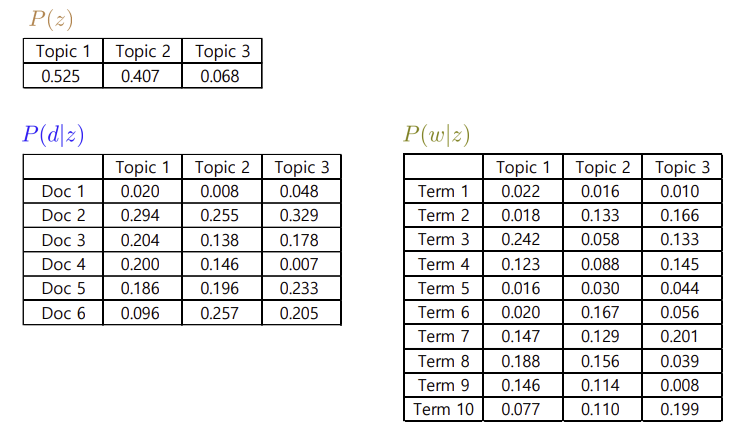 P(z)
Topic 1 Topic 2 Topic 3
0.525 0.407 0.068
P(d|z)
Topic 1 Topic 2 Topic 3
Doc 1 0.020 0.008 0.048
Doc 2 0.294 0.255 0.329
Doc 3 0.204 0.138 0.178
Doc 4 0.200 0.146 0.007
Doc 5 0.186 0.196 0.233
Doc 6 0.096 0.257 0.205
P(w|z)
Topic 1 Topic 2 Topic 3
Term 1 0.022 0.016 0.010
Term 2 0.018 0.133 0.166
Term 3 0.242 0.058 0.133
Term 4 0.123 0.088 0.145
Term 5 0.016 0.030 0.044
Term 6 0.020 0.167 0.056
Term 7 0.147 0.129 0.201
Term 8 0.188 0.156 0.039
Term 9 0.146 0.114 0.008
Term 10 0.077 0.110 0.199